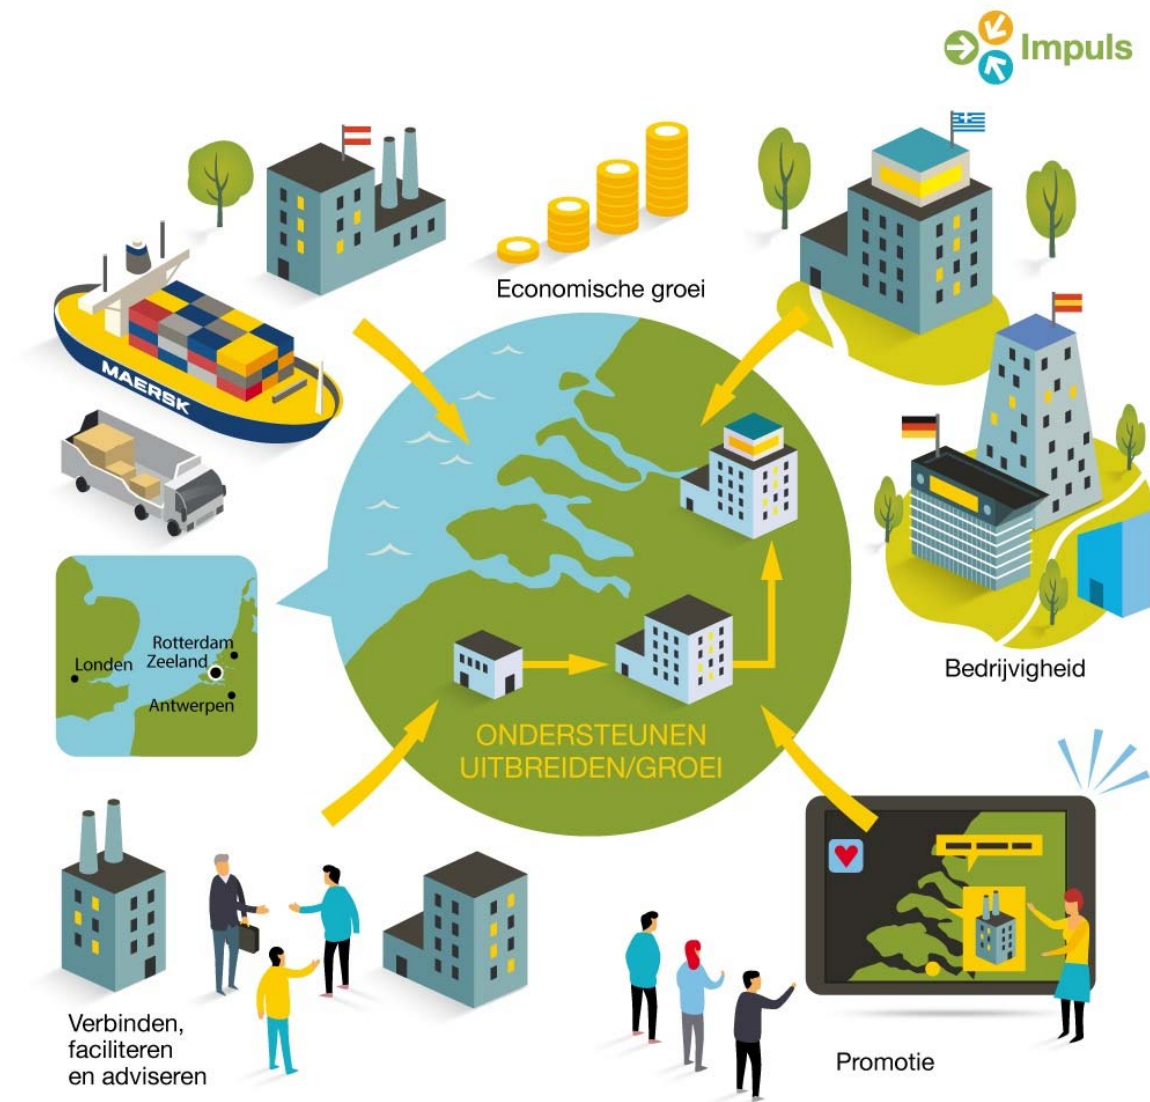 Impuls
Economische groei
MAERSK
Rotterdam
Londen
Zeeland
Antwerpen
Bedrijvigheid
ONDERSTEUNEN
UITBREIDEN/GROEI
Verbinden,
faciliteren
en adviseren
Promotie